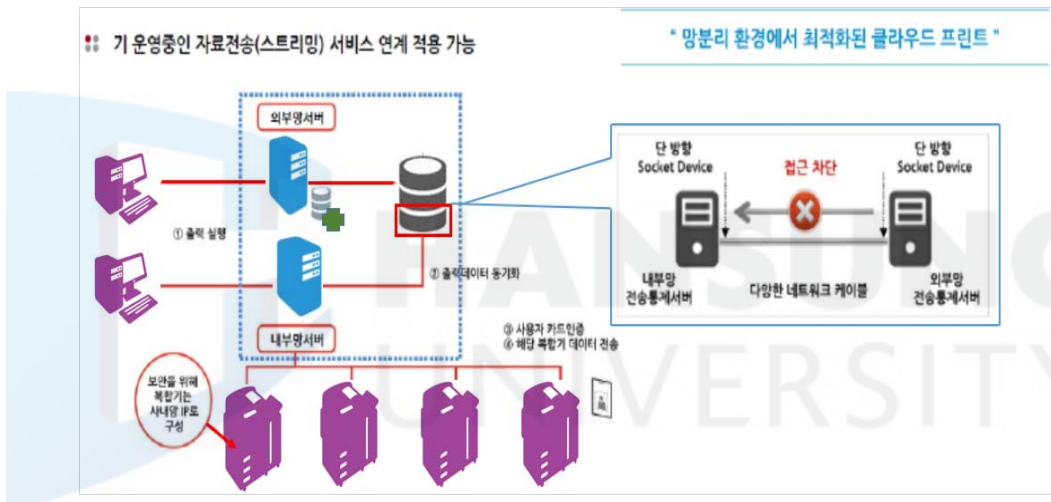 기 운영중인 자료전송(스트리밍) 서비스 연계 적용 가능
" 망분리 환경에서 최적화된 클라우드 프린트 "
외부망서버
① 출력 실행
② 출력데이터 동기화
내부망서버
③ 사용자 카드인증
④ 해당 복합기 데이터 전송
보안을 위해
복합기는
사내망 IP로
구성
단 방향
Socket Device
접근 차단
단 방향
Socket Device
내부망
전송통제서버
다양한 네트워크 케이블
외부망
전송통제서버
HANSUNG
UNIVERSITY